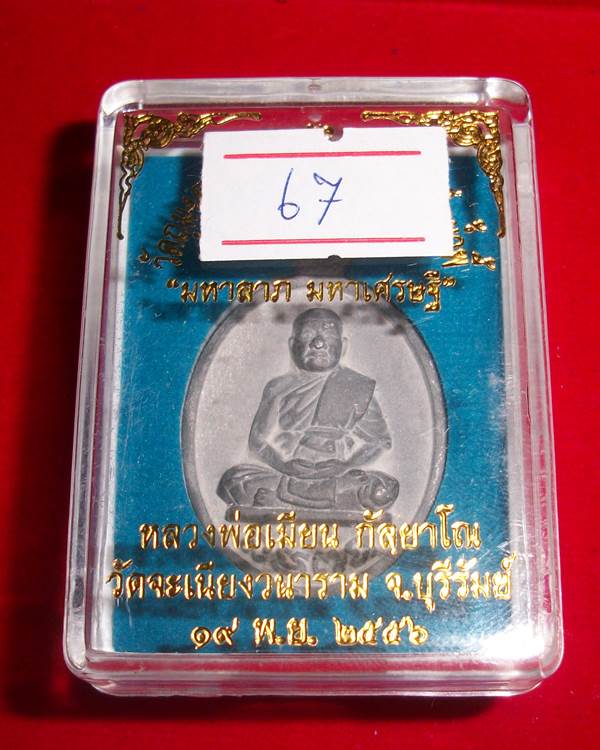 67
"มหาลาภ มหาเศรษฐี"
หลวงพ่อเมียน กัลยาโณ
วัดจะเนียงวนาราม จ.บุรีรัมย์
๑๙ พ.ย. ๒๕๕๖